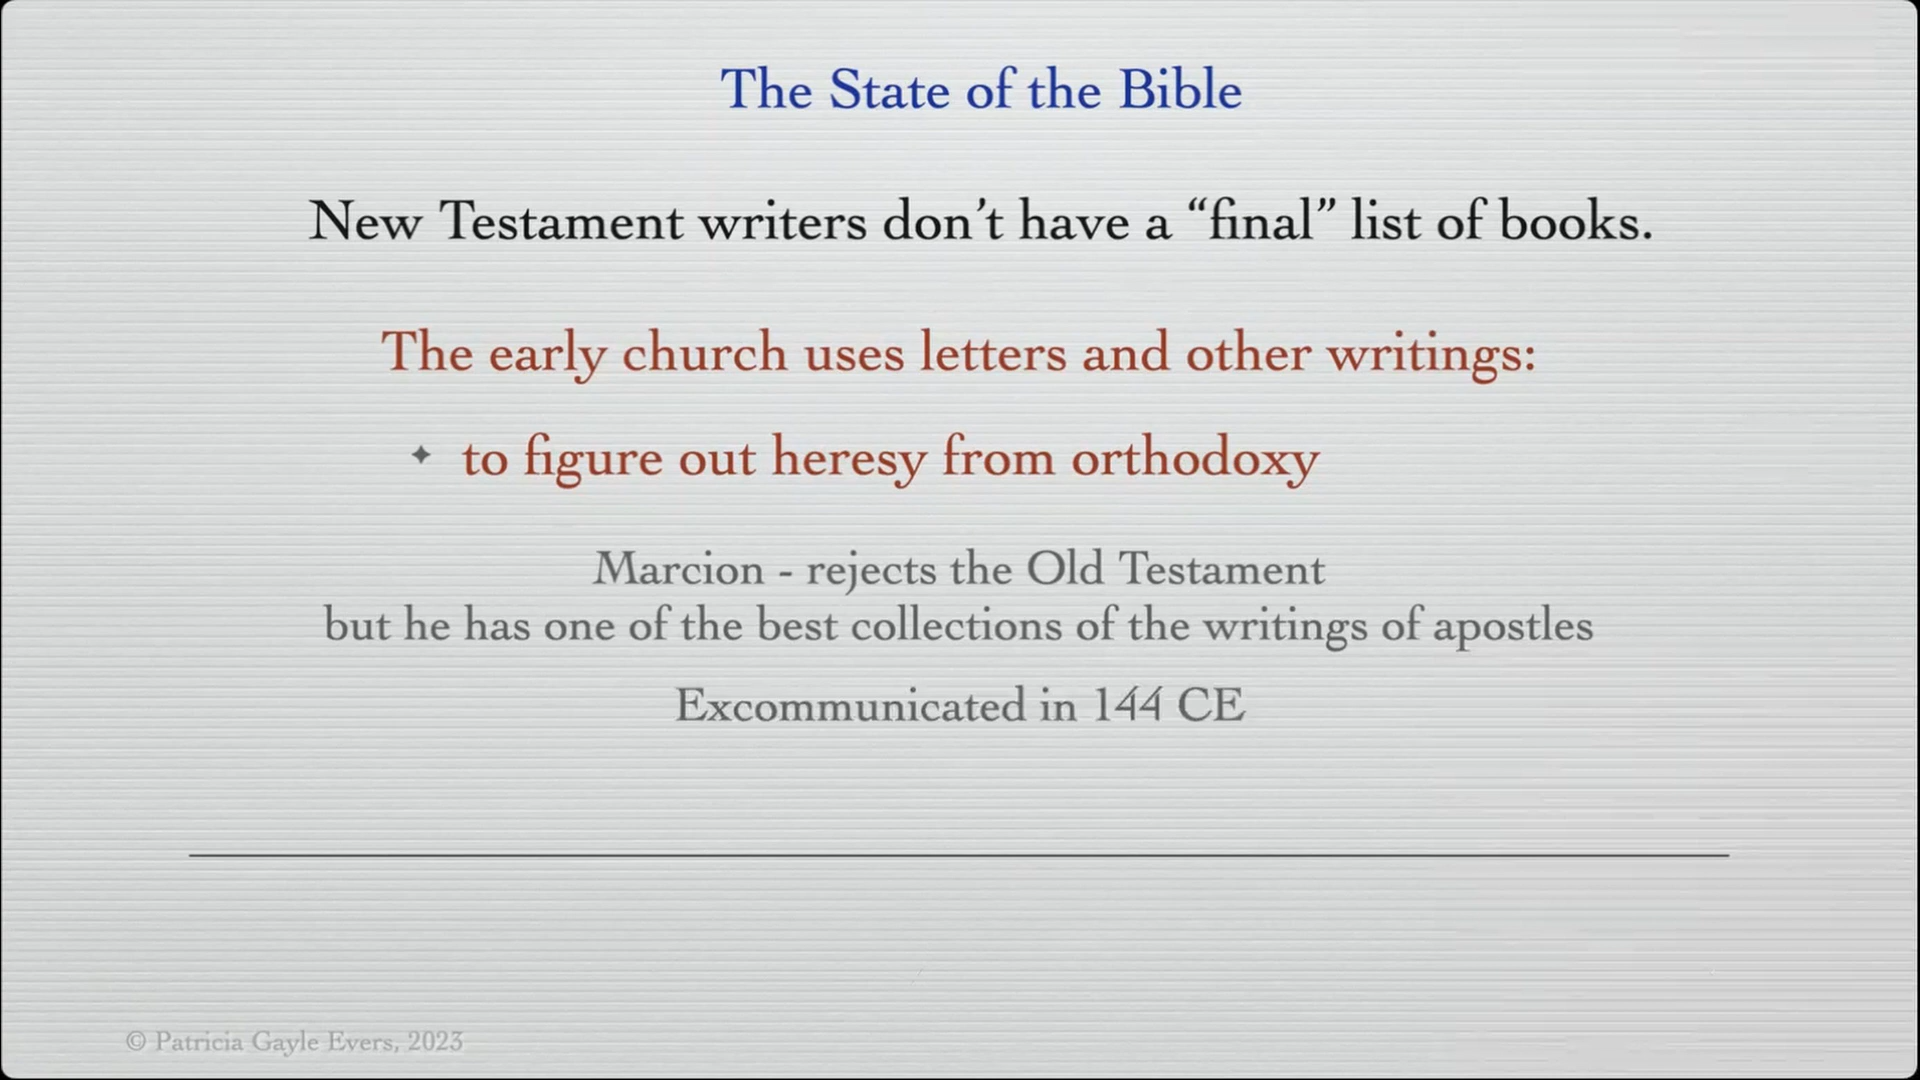 The State of the Bible
New Testament writers don’t have a “final” list of books.
The early church uses letters and other writings:
✦ to figure out heresy from orthodoxy
Marcion - rejects the Old Testament
but he has one of the best collections of the writings of apostles
Excommunicated in 144 CE
© Patricia Gayle Evers, 2023